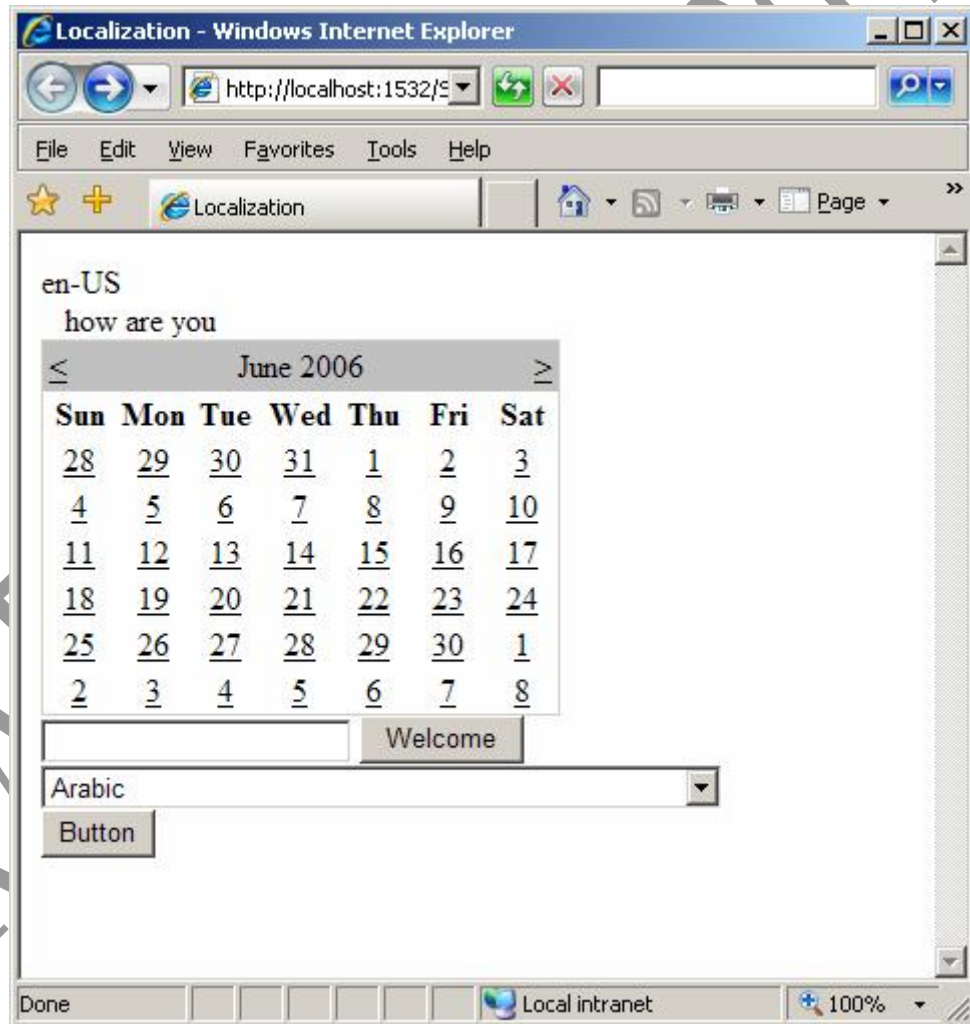 Localization - Windows Internet Explorer
http://localhost:1532/S
File Edit View Favorites Tools Help
Localization
Page
en-US
how are you
< June 2006 >
Sun Mon Tue Wed Thu Fri Sat
28 29 30 31 1 2 3
4 5 6 7 8 9 10
11 12 13 14 15 16 17
18 19 20 21 22 23 24
25 26 27 28 29 30 1
2 3 4 5 6 7 8
Welcome
Arabic
Button
Done Local intranet 100%